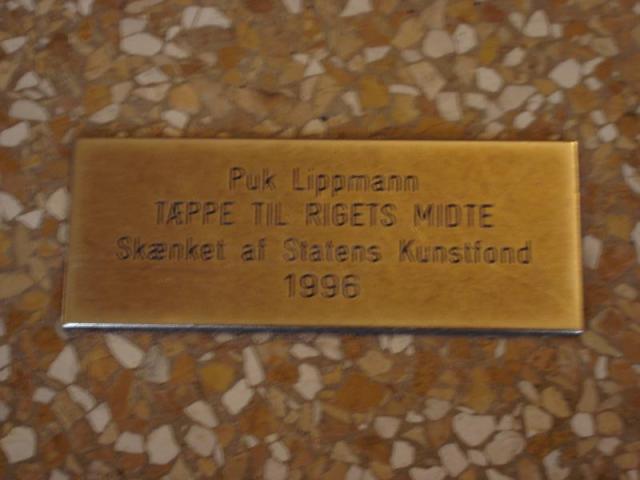 Puk Lippmann
TÆPPE TIL RIGETS MIDTE
Skænket af Statens Kunstfond
1996